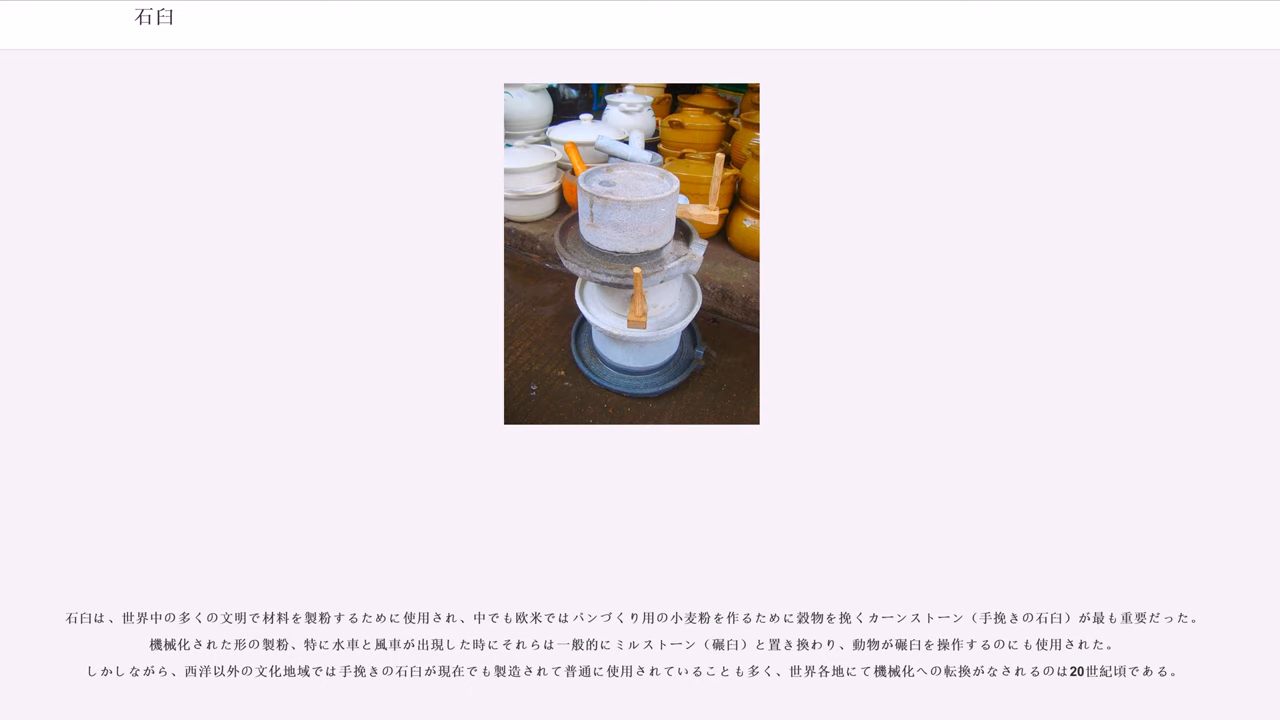 石臼
石臼は、世界中の多くの文明で材料を製粉するために使用され、中でも欧米ではパンづくり用の小麦粉を作るために穀物を挽くカーンストーン（手挽きの石臼）が最も重要だった。
機械化された形の製粉、特に水車と風車が出現した時にそれらは一般的にミルストーン（碾臼）と置き換わり、動物が碾臼を操作するのにも使用された。
しかしながら、西洋以外の文化地域では手挽きの石臼が現在でも製造されて普通に使用されていることも多く、世界各地にて機械化への転換がなされるのは20世紀頃である。